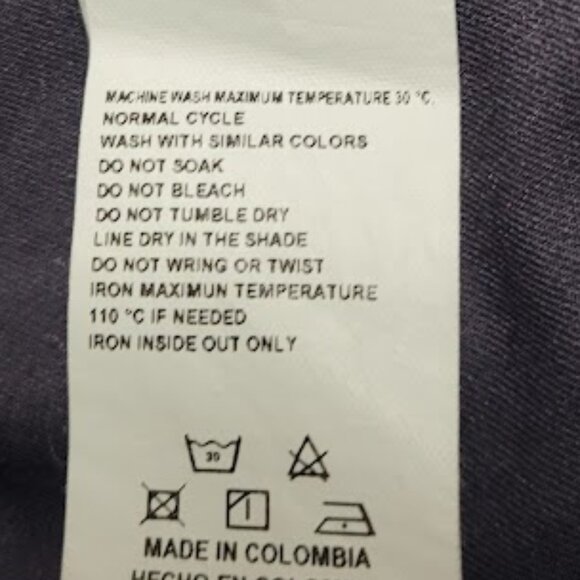 MACHINE WASH MAXIMUM TEMPERATURE 30 °C.
NORMAL CYCLE
WASH WITH SIMILAR COLORS
DO NOT SOAK
DO NOT BLEACH
DO NOT TUMBLE DRY
LINE DRY IN THE SHADE
DO NOT WRING OR TWIST
IRON MAXIMUN TEMPERATURE
110 °C IF NEEDED
IRON INSIDE OUT ONLY
30
MADE IN COLOMBIA
HECHO EN